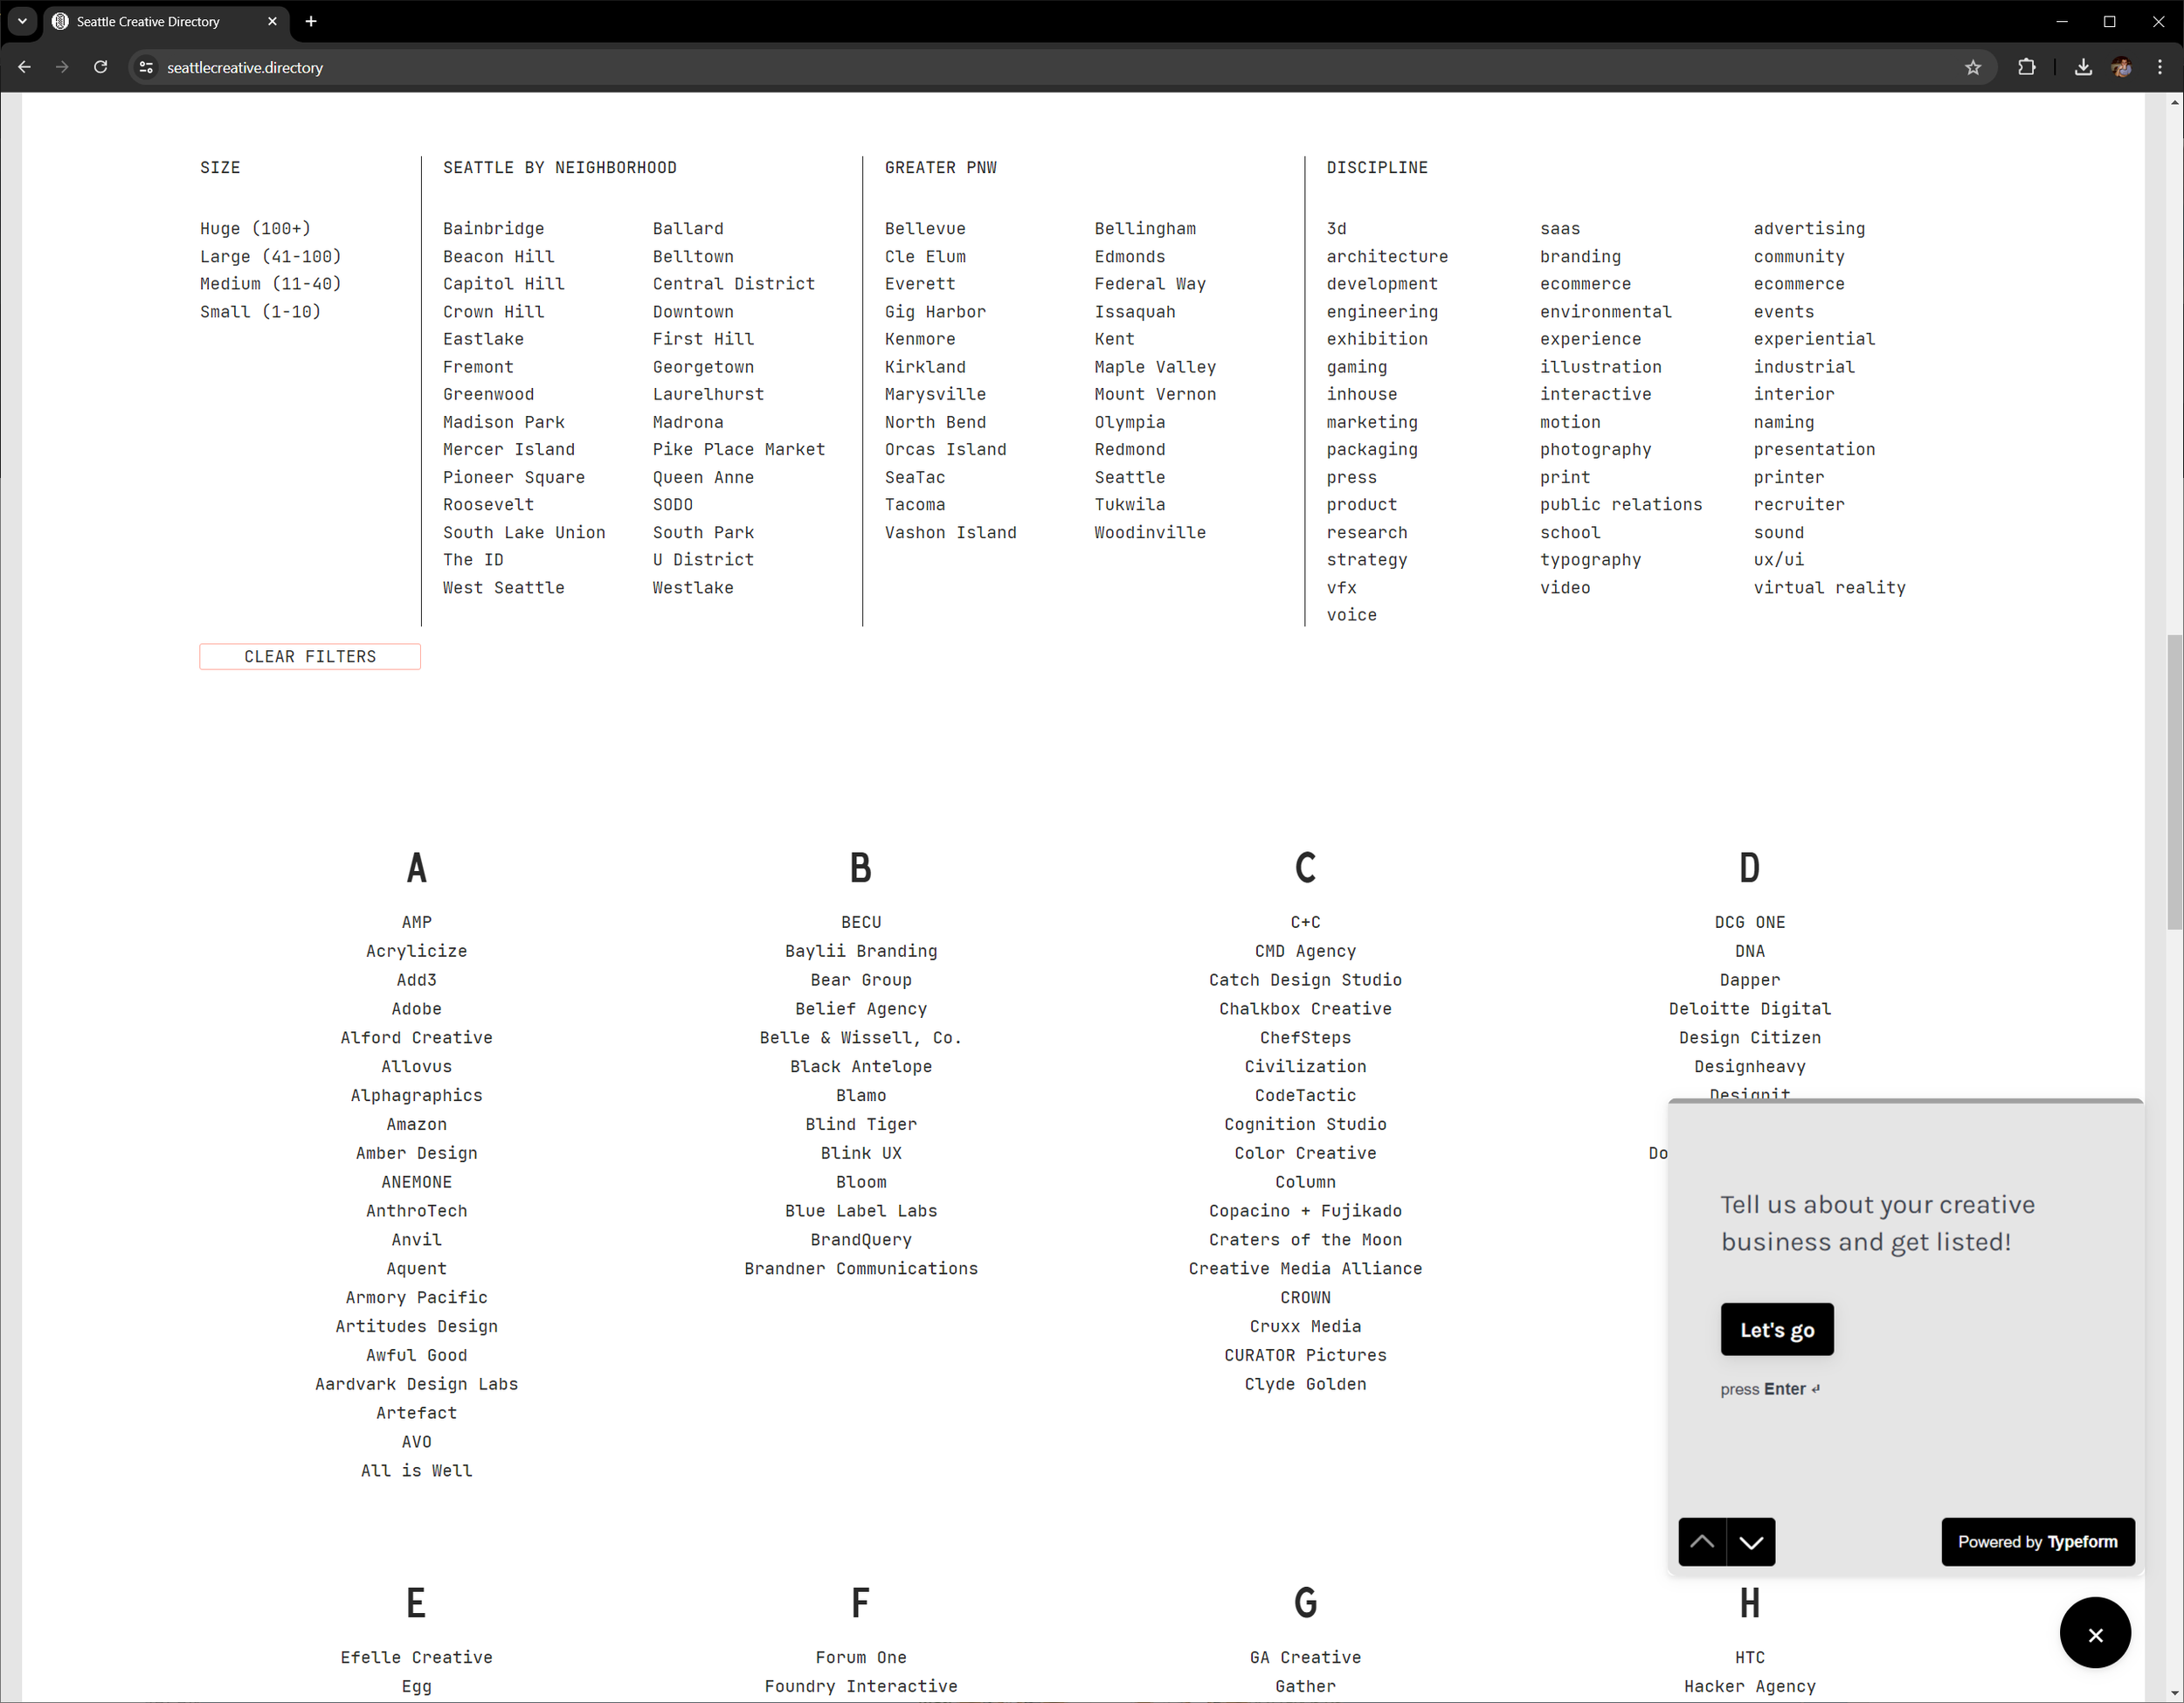 Seattle Creative Directory
seattlecreative.directory
SIZE
Huge (100+)
Large (41-100)
Medium (11-40)
Small (1-10)
SEATTLE BY NEIGHBORHOOD
Bainbridge
Beacon Hill
Capitol Hill
Crown Hill
Eastlake
Fremont
Greenwood
Madison Park
Mercer Island
Pioneer Square
Roosevelt
South Lake Union
The ID
West Seattle
Ballard
Belltown
Central District
Downtown
First Hill
Georgetown
Laurelhurst
Madrona
Pike Place Market
Queen Anne
SODO
South Park
U District
Westlake
GREATER PNW
Bellevue
Cle Elum
Everett
Gig Harbor
Kenmore
Kirkland
Marysville
North Bend
Orcas Island
SeaTac
Tacoma
Vashon Island
Bellingham
Edmonds
Federal Way
Issaquah
Kent
Maple Valley
Mount Vernon
Olympia
Redmond
Seattle
Tukwila
Woodinville
DISCIPLINE
3d
architecture
development
engineering
exhibition
gaming
inhouse
marketing
packaging
press
product
research
strategy
vfx
voice
saas
branding
ecommerce
environmental
experience
illustration
interactive
motion
photography
print
public relations
school
typography
video
advertising
community
ecommerce
events
experiential
industrial
interior
naming
presentation
printer
recruiter
sound
ux/ui
virtual reality
CLEAR FILTERS
A
AMP
Acrylicize
Add3
Adobe
Alford Creative
Allovus
Alphagraphics
Amazon
Amber Design
ANEMONE
AnthroTech
Anvil
Aquent
Armory Pacific
Artitudes Design
Awful Good
Aardvark Design Labs
Artefact
AVO
All is Well
B
BECU
Baylii Branding
Bear Group
Belief Agency
Belle & Wissell, Co.
Black Antelope
Blamo
Blind Tiger
Blink UX
Bloom
Blue Label Labs
BrandQuery
Brandner Communications
C
C+C
CMD Agency
Catch Design Studio
Chalkbox Creative
ChefSteps
Civilization
CodeTactic
Cognition Studio
Color Creative
Column
Copacino + Fujikado
Craters of the Moon
Creative Media Alliance
CROWN
Cruxx Media
CURATOR Pictures
Clyde Golden
D
DCG ONE
DNA
Dapper
Deloitte Digital
Design Citizen
Designheavy
Designit
Do
Tell us about your creative
business and get listed!
Let's go
press Enter ↵
Powered by Typeform
E
Efelle Creative
Egg
F
Forum One
Foundry Interactive
G
GA Creative
Gather
H
HTC
Hacker Agency